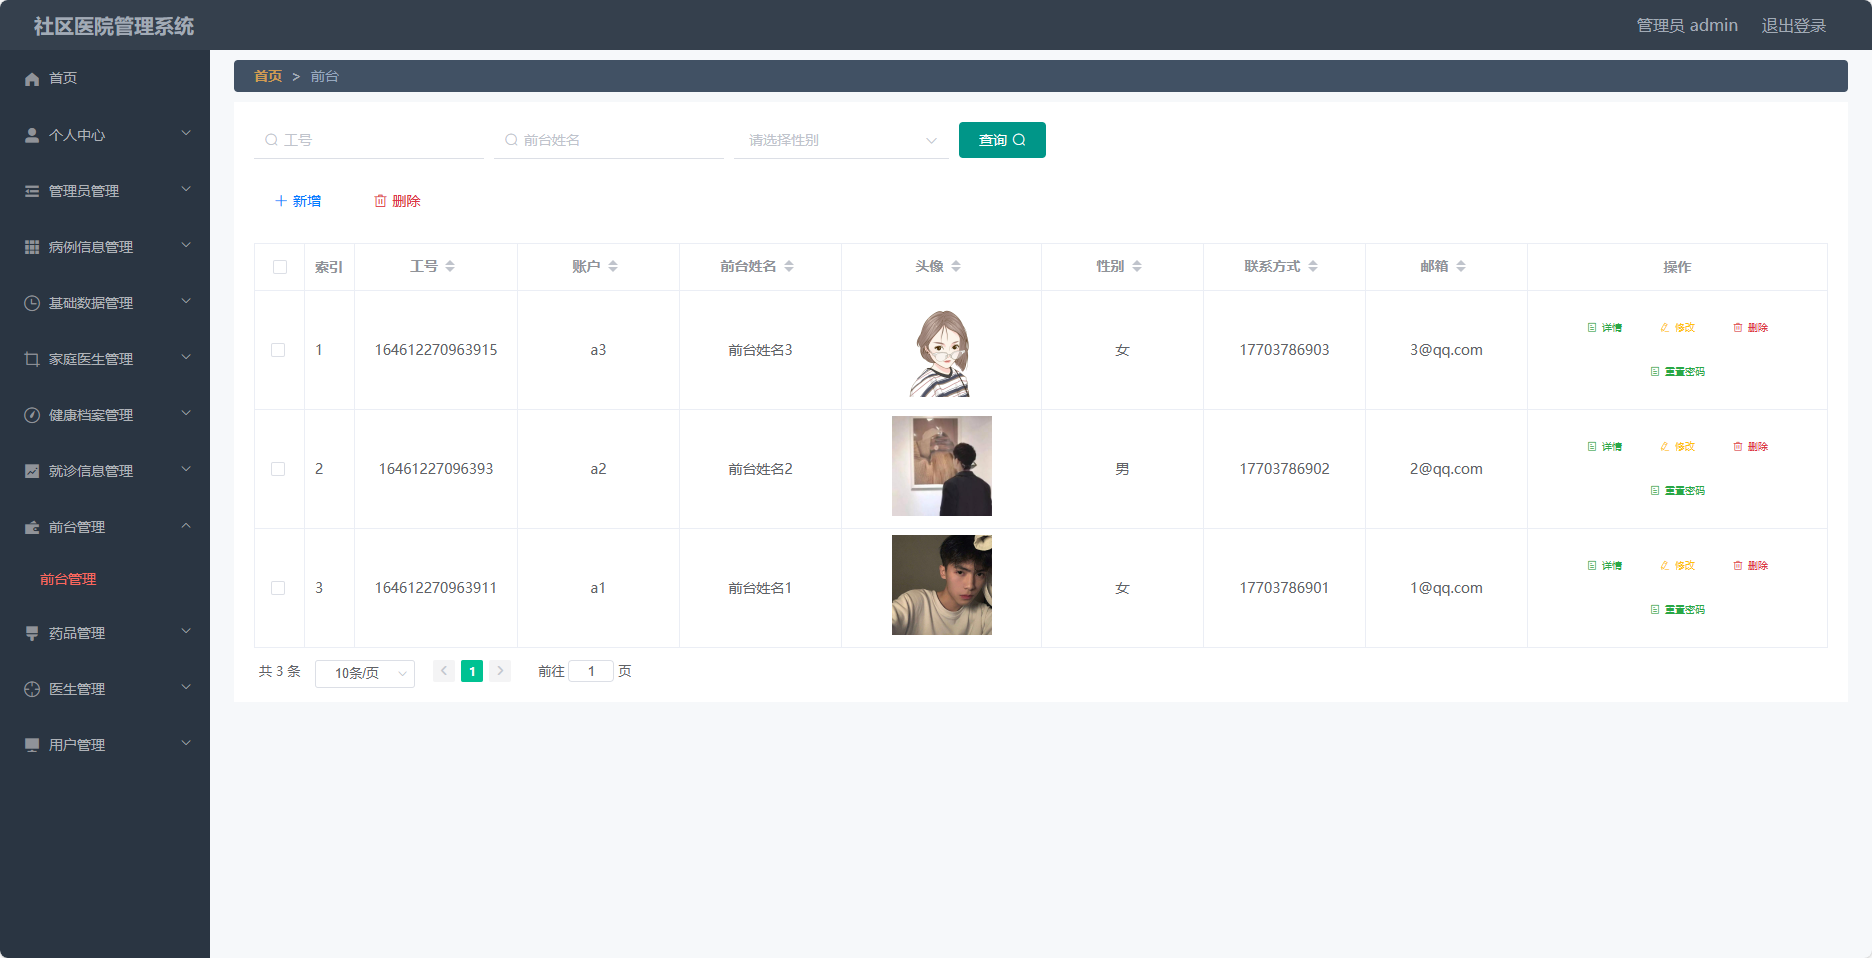 社区医院管理系统
管理员 admin 退出登录
首页
个人中心
管理员管理
病例信息管理
基础数据管理
家庭医生管理
健康档案管理
就诊信息管理
前台管理
前台管理
药品管理
医生管理
用户管理
首页 > 前台
工号 前台姓名 请选择性别 查询
新增 删除
索引 工号 账户 前台姓名 头像 性别 联系方式 邮箱 操作
1 164612270963915 a3 前台姓名3 女 17703786903 3@qq.com 详情 修改 删除
重置密码
2 16461227096393 a2 前台姓名2 男 17703786902 2@qq.com 详情 修改 删除
重置密码
3 164612270963911 a1 前台姓名1 女 17703786901 1@qq.com 详情 修改 删除
重置密码
共 3 条 10条/页 1 前往 1 页